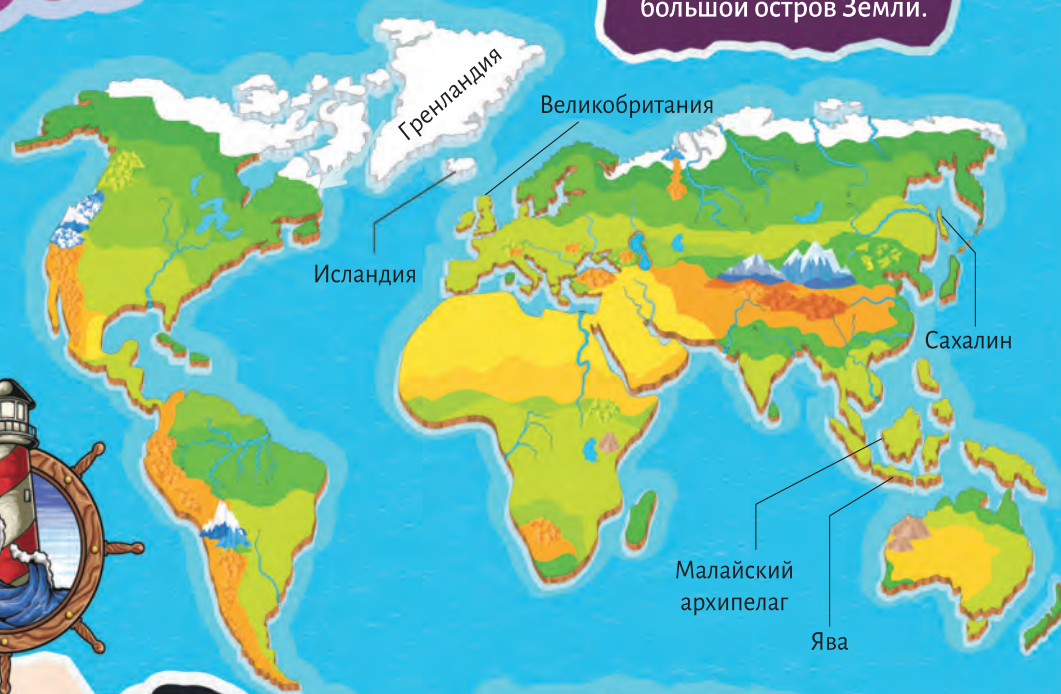 большой остров Земли.
Гренландия
Великобритания
Исландия
Сахалин
Малайский
архипелаг
Ява